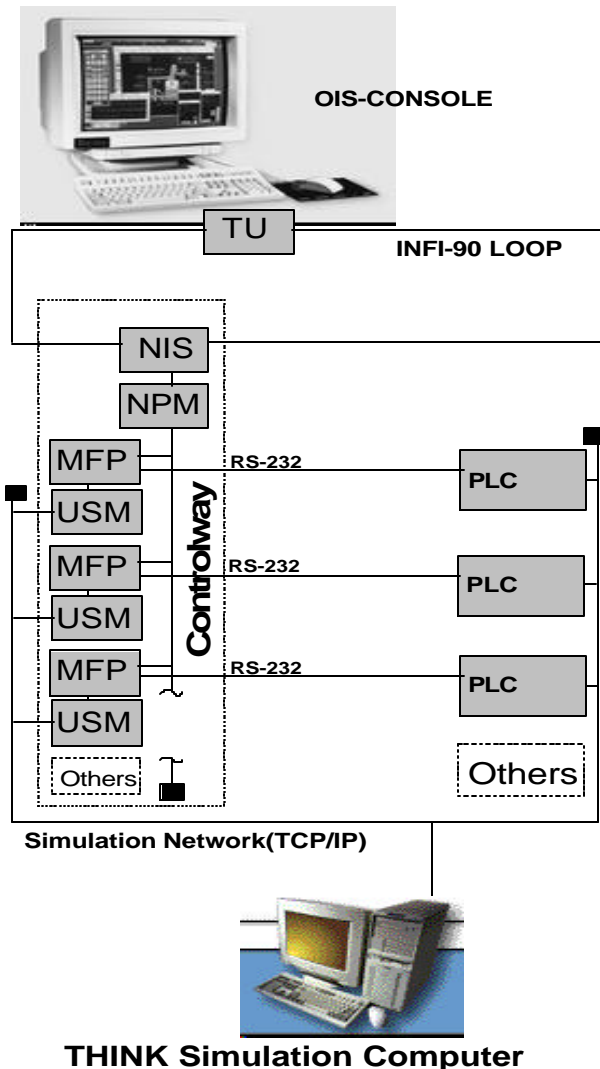 OIS-CONSOLE
TU
INFI-90 LOOP
NIS
NPM
MFP
RS-232
PLC
USM
Controlway
MFP
RS-232
PLC
USM
MFP
RS-232
PLC
USM
Others
Others
Simulation Network(TCP/IP)
THINK Simulation Computer